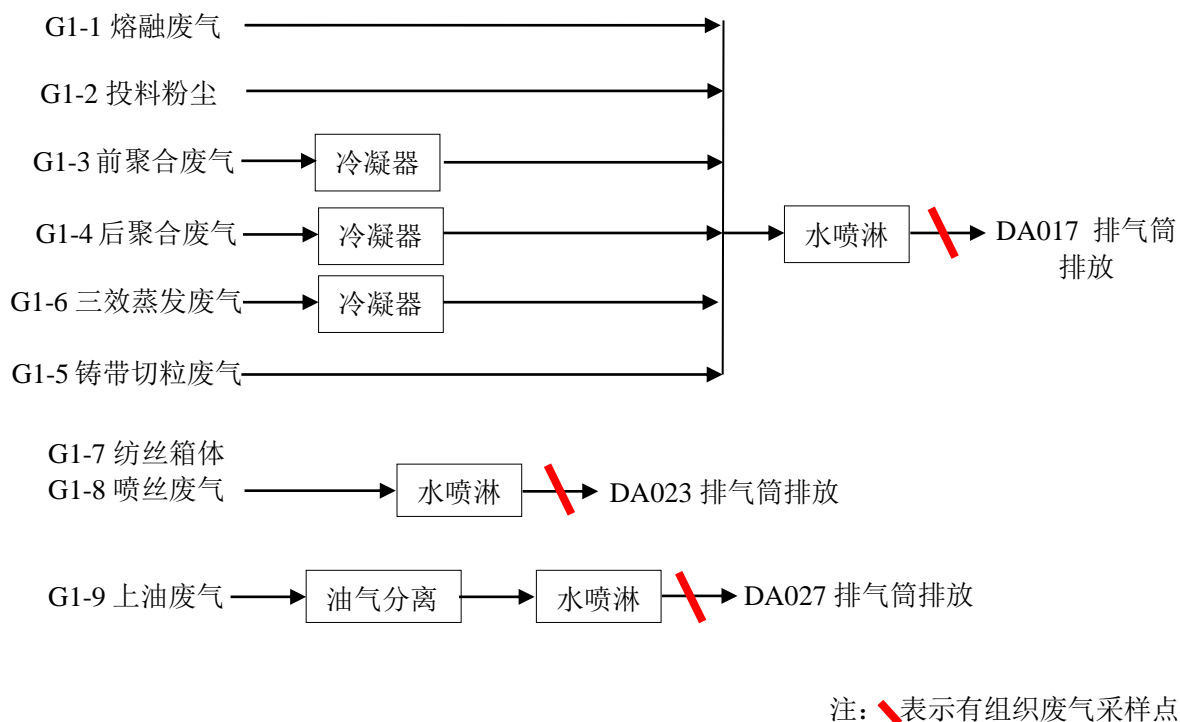 G1-1 熔融废气
G1-2 投料粉尘
G1-3 前聚合废气
冷凝器
G1-4 后聚合废气
冷凝器
水喷淋
DA017 排气筒
排放
G1-6 三效蒸发废气
冷凝器
G1-5 铸带切粒废气
G1-7 纺丝箱体
G1-8 喷丝废气
水喷淋
DA023 排气筒排放
G1-9 上油废气
油气分离
水喷淋
DA027 排气筒排放
注: 表示有组织废气采样点